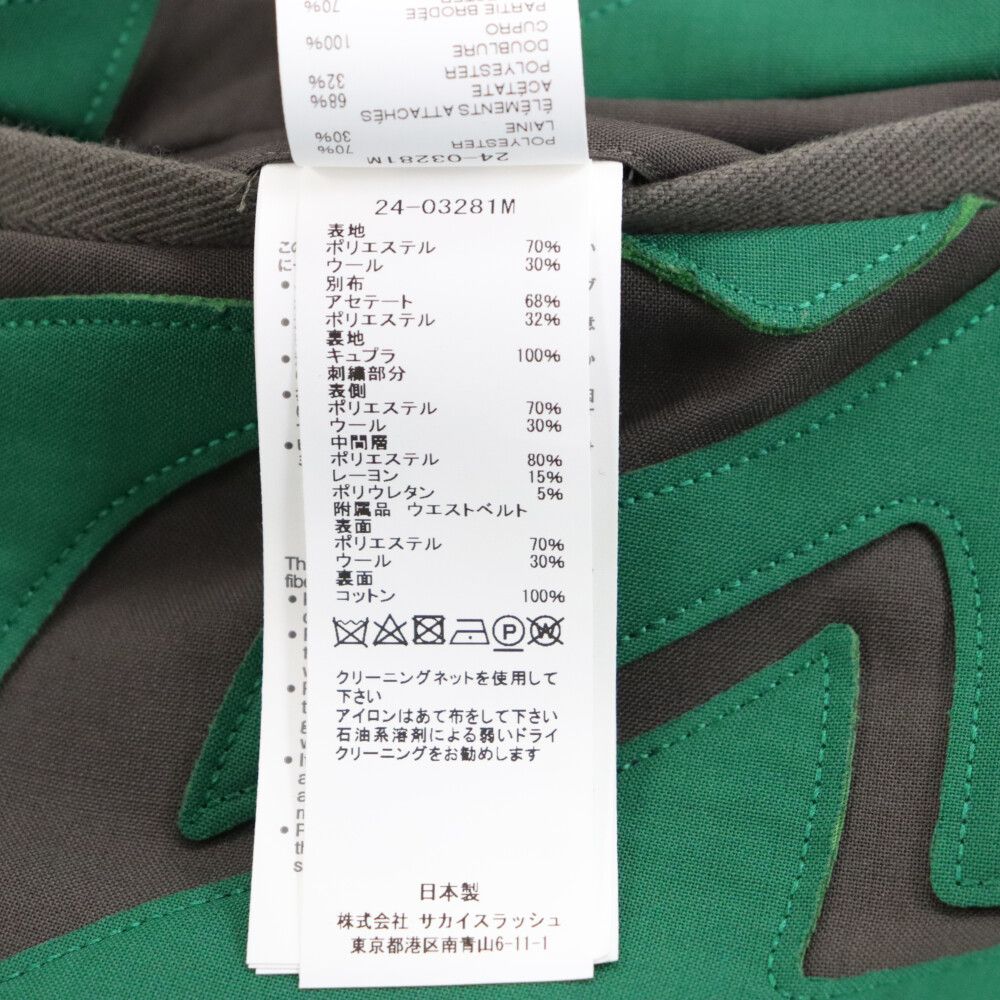 PARTIE BRODÉE
70%
CUPRO
100%
DOUBLURE
POLYESTER
32%
ACÉTATE
68%
ÉLÉMENTS ATTACHÉS
LAINE
30%
POLYESTER
70%
24-03281M
24-03281M
表地
ポリエステル 70%
ウール 30%
別布
アセテート 68%
ポリエステル 32%
裏地
キュプラ 100%
刺繍部分
表側
ポリエステル 70%
ウール 30%
中間層
ポリエステル 80%
レーヨン 15%
ポリウレタン 5%
附属品 ウエストベルト
表面
ポリエステル 70%
ウール 30%
裏面
コットン 100%
P
W
クリーニングネットを使用して
下さい
アイロンはあて布をして下さい
石油系溶剤による弱いドライ
クリーニングをお勧めします
日本製
株式会社 サカイスラッシュ
東京都港区南青山6-11-1